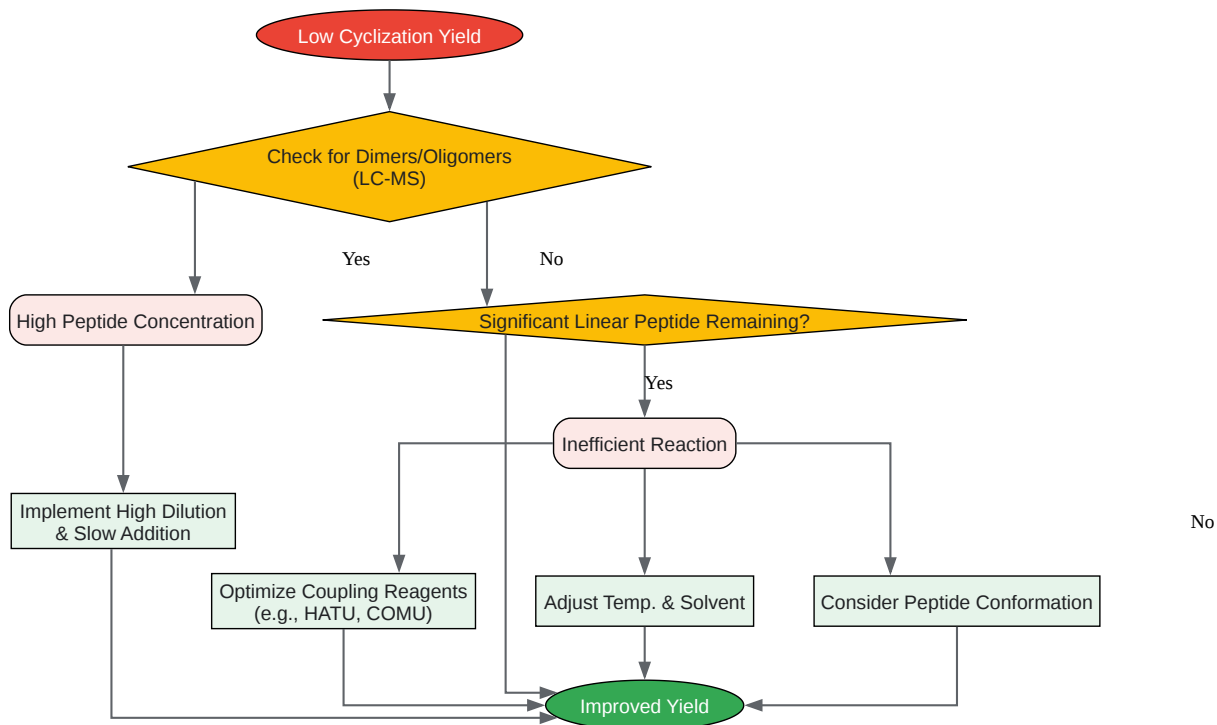 Low Cyclization Yield
Check for Dimers/Oligomers
(LC-MS)
Yes
No
High Peptide Concentration
Significant Linear Peptide Remaining?
Yes
Inefficient Reaction
Implement High Dilution
& Slow Addition
No
Optimize Coupling Reagents
(e.g., HATU, COMU)
Adjust Temp. & Solvent
Consider Peptide Conformation
Improved Yield